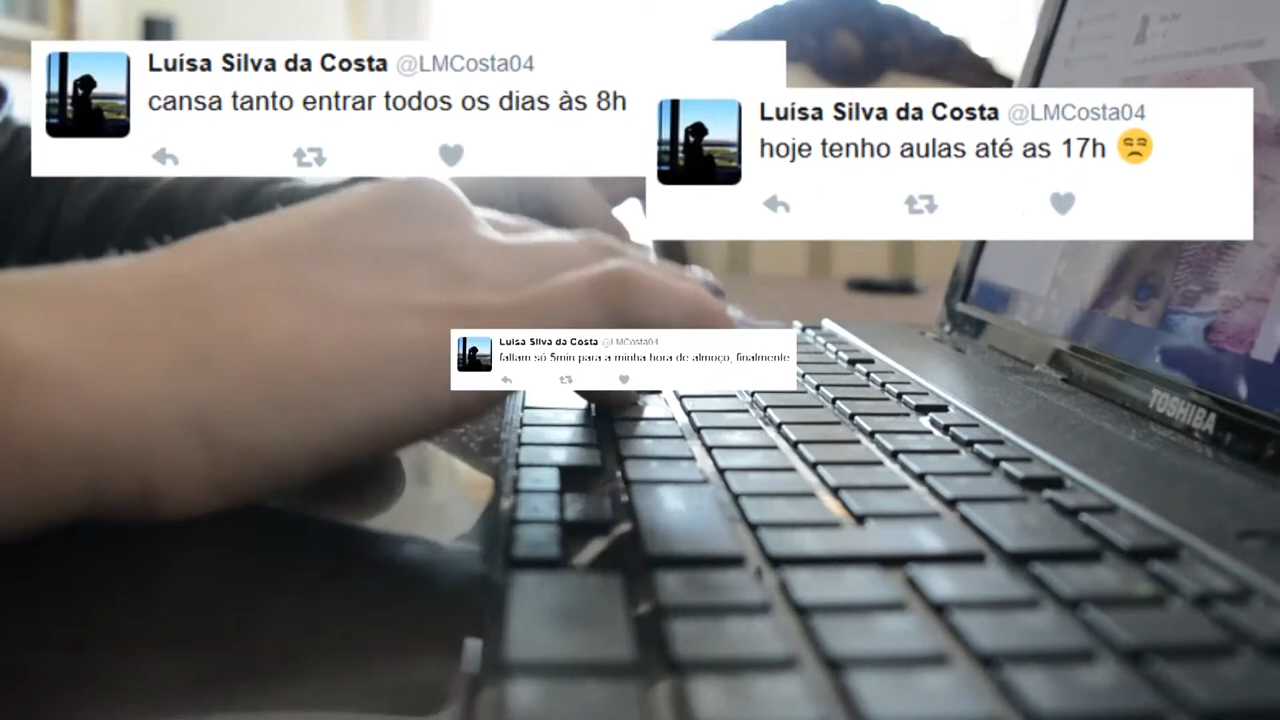 Luísa Silva da Costa @LMCosta04
cansa tanto entrar todos os dias às 8h
Luísa Silva da Costa @LMCosta04
hoje tenho aulas até as 17h 😒
Luísa Silva da Costa @LMCosta04
faltam só 5min para a minha hora de almoço, finalmente
TOSHIBA